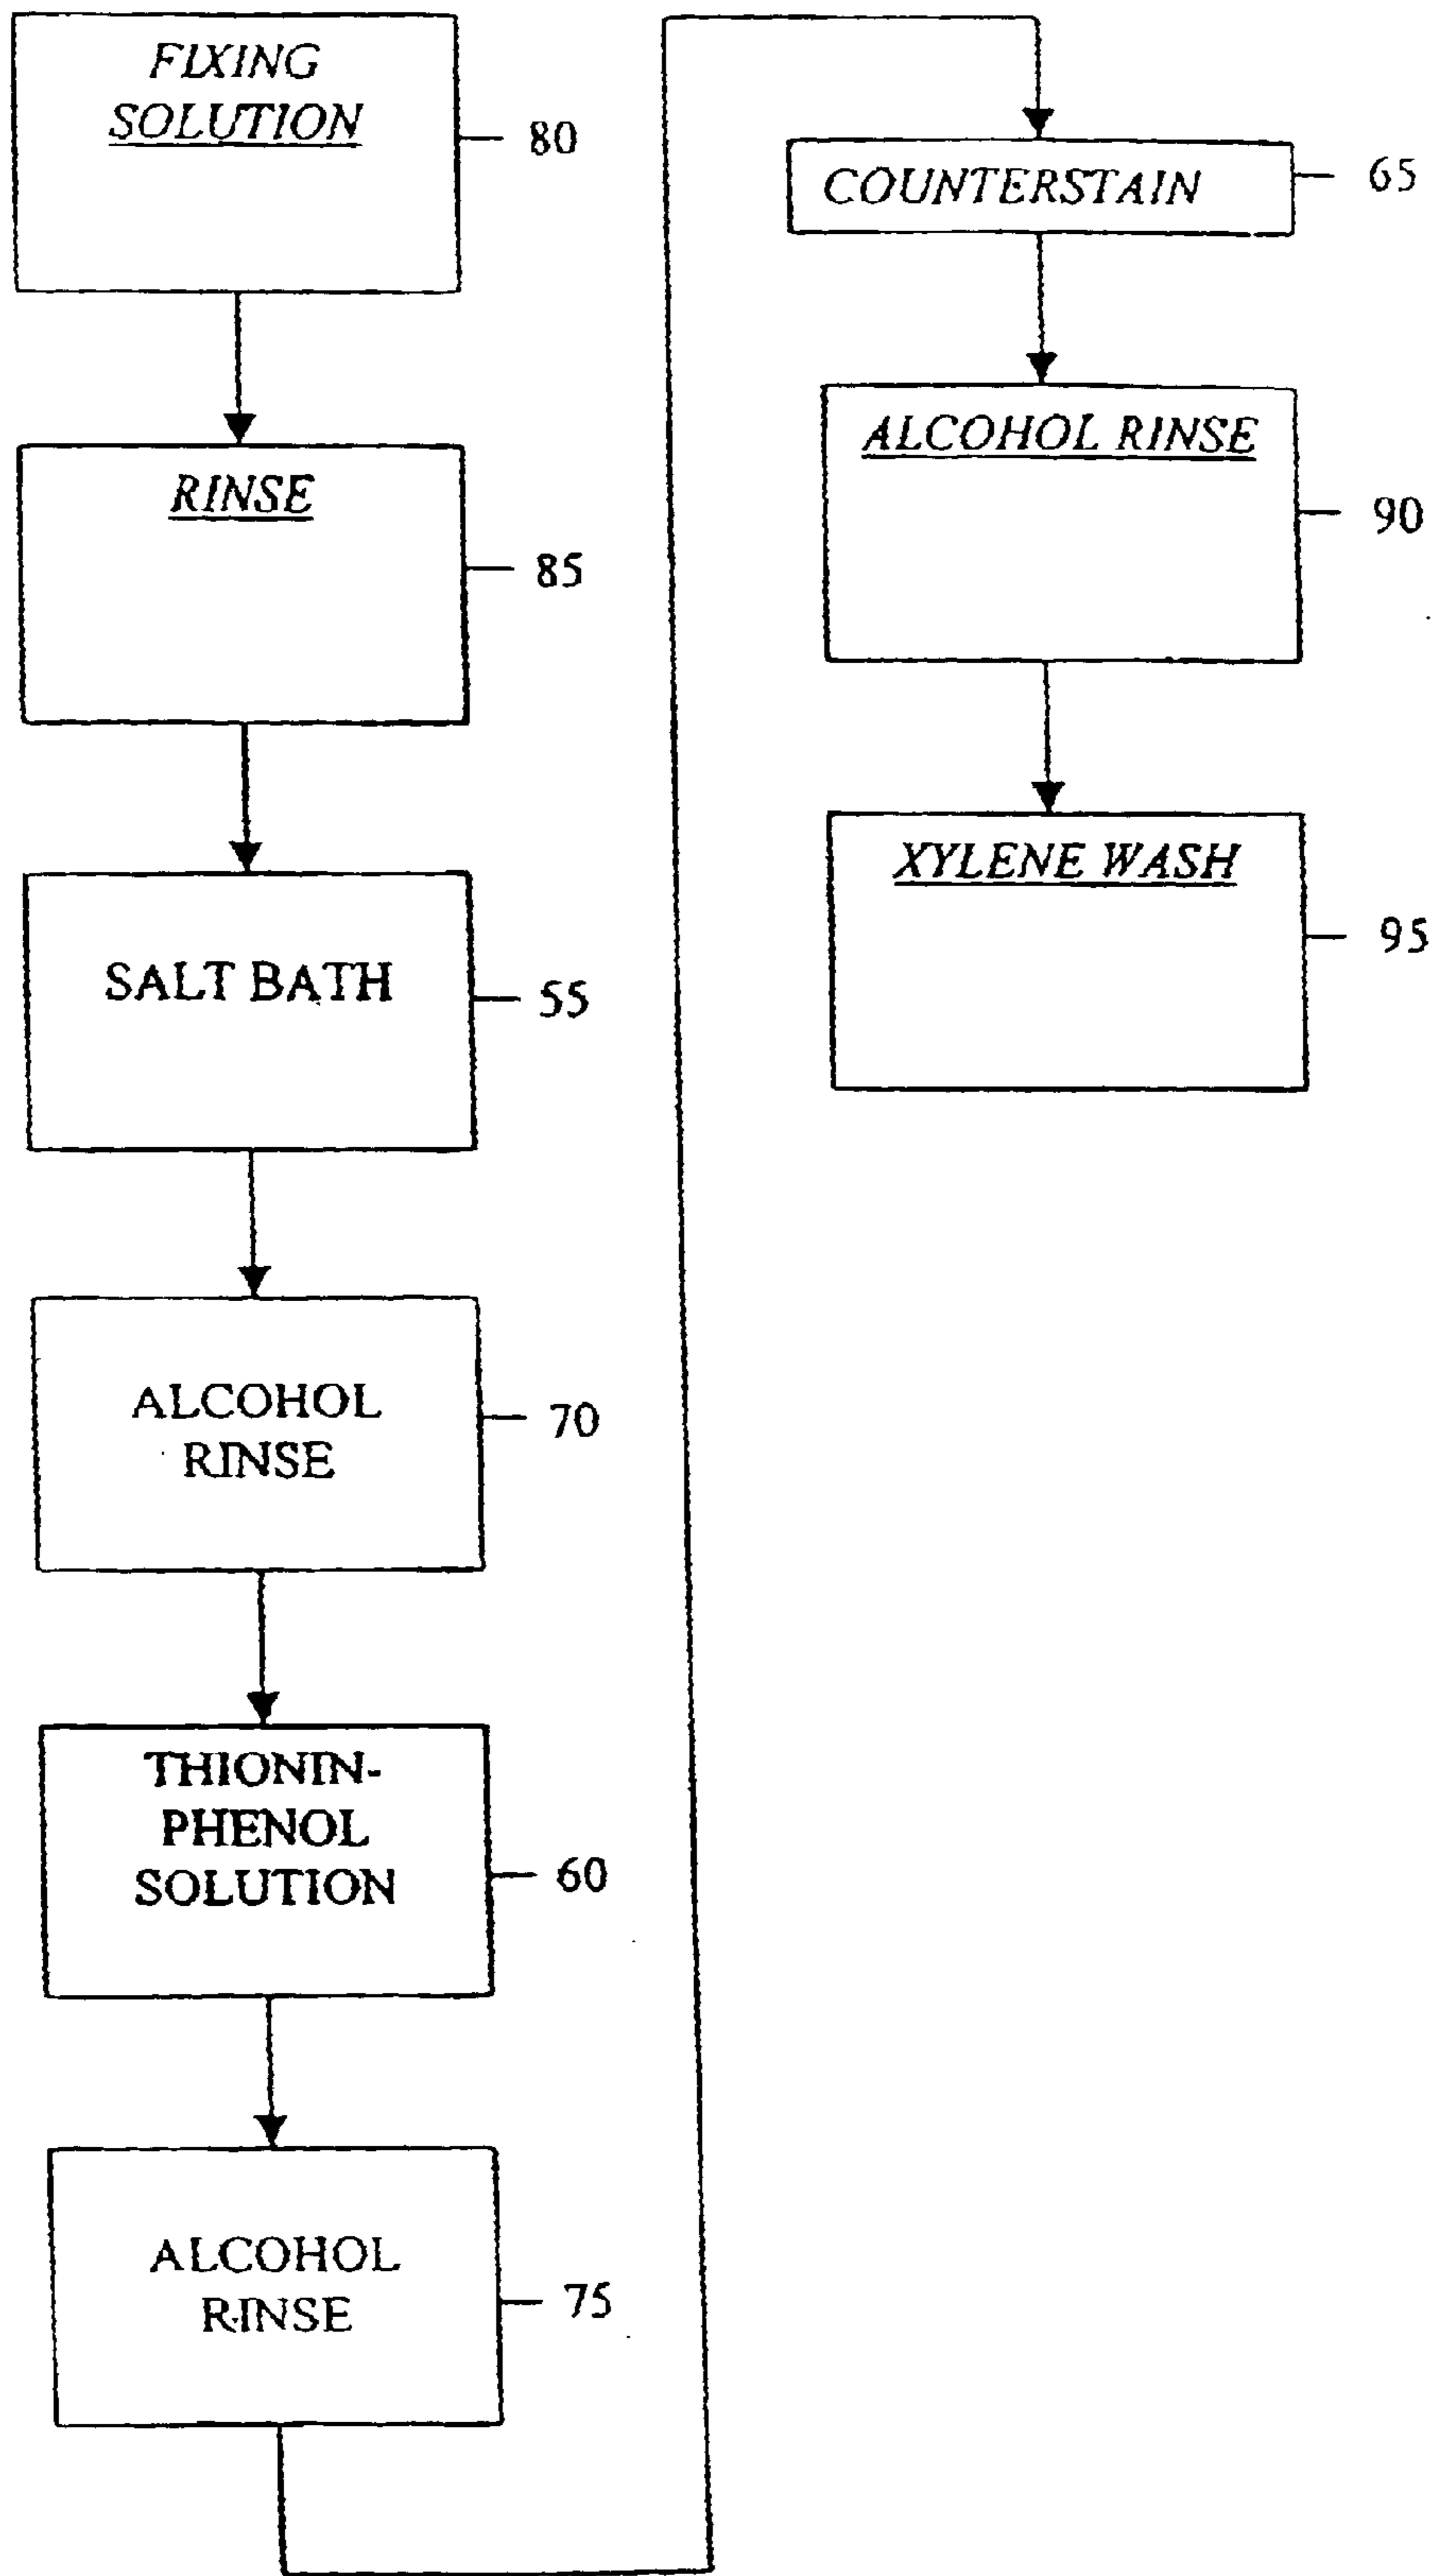 FIXING
SOLUTION
80
RINSE
85
SALT BATH
55
ALCOHOL
RINSE
70
THIONIN-
PHENOL
SOLUTION
60
ALCOHOL
RINSE
75
COUNTERSTAIN
65
ALCOHOL RINSE
90
XYLENE WASH
95